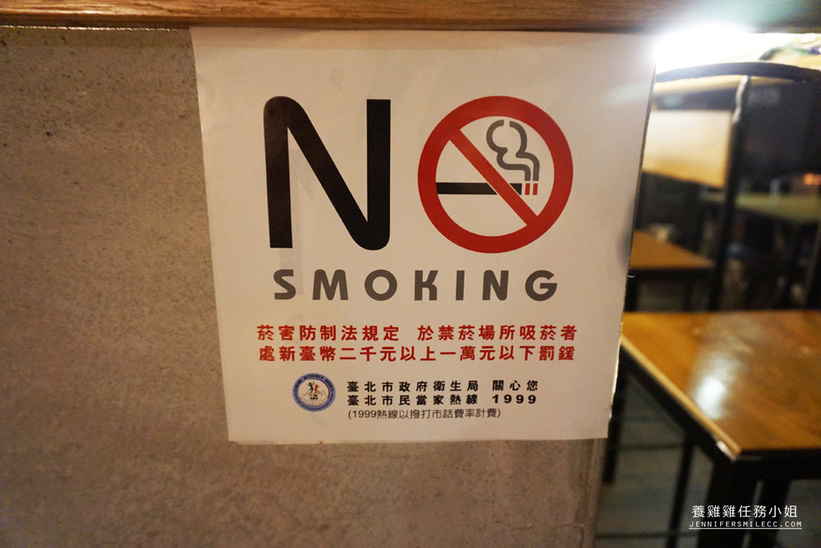 NO
SMOKING
菸害防制法規定 於禁菸場所吸菸者
處新臺幣二千元以上一萬元以下罰鍰
臺北市政府衛生局 關心您
臺北市民當家熱線 1999
(1999熱線以撥打市話費率計費)
養雞雞任務小姐
JENNIFERSMILECC.COM